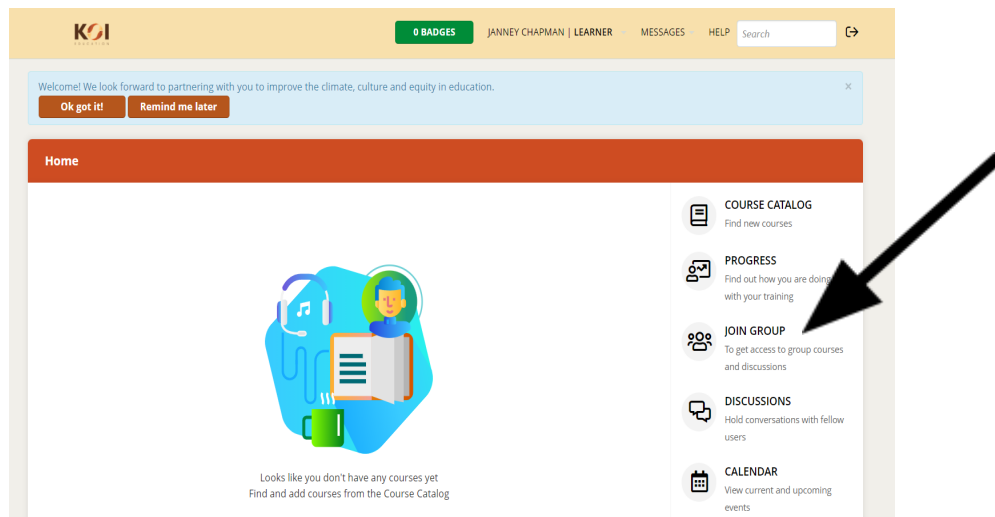 KOI
EDUCATION
0 BADGES
JANNEY CHAPMAN | LEARNER
MESSAGES
HELP
Search
Welcome! We look forward to partnering with you to improve the climate, culture and equity in education.
Ok got it!
Remind me later
Home
COURSE CATALOG
Find new courses
PROGRESS
Find out how you are doing
with your training
JOIN GROUP
To get access to group courses
and discussions
DISCUSSIONS
Hold conversations with fellow
users
CALENDAR
View current and upcoming
events
Looks like you don't have any courses yet
Find and add courses from the Course Catalog